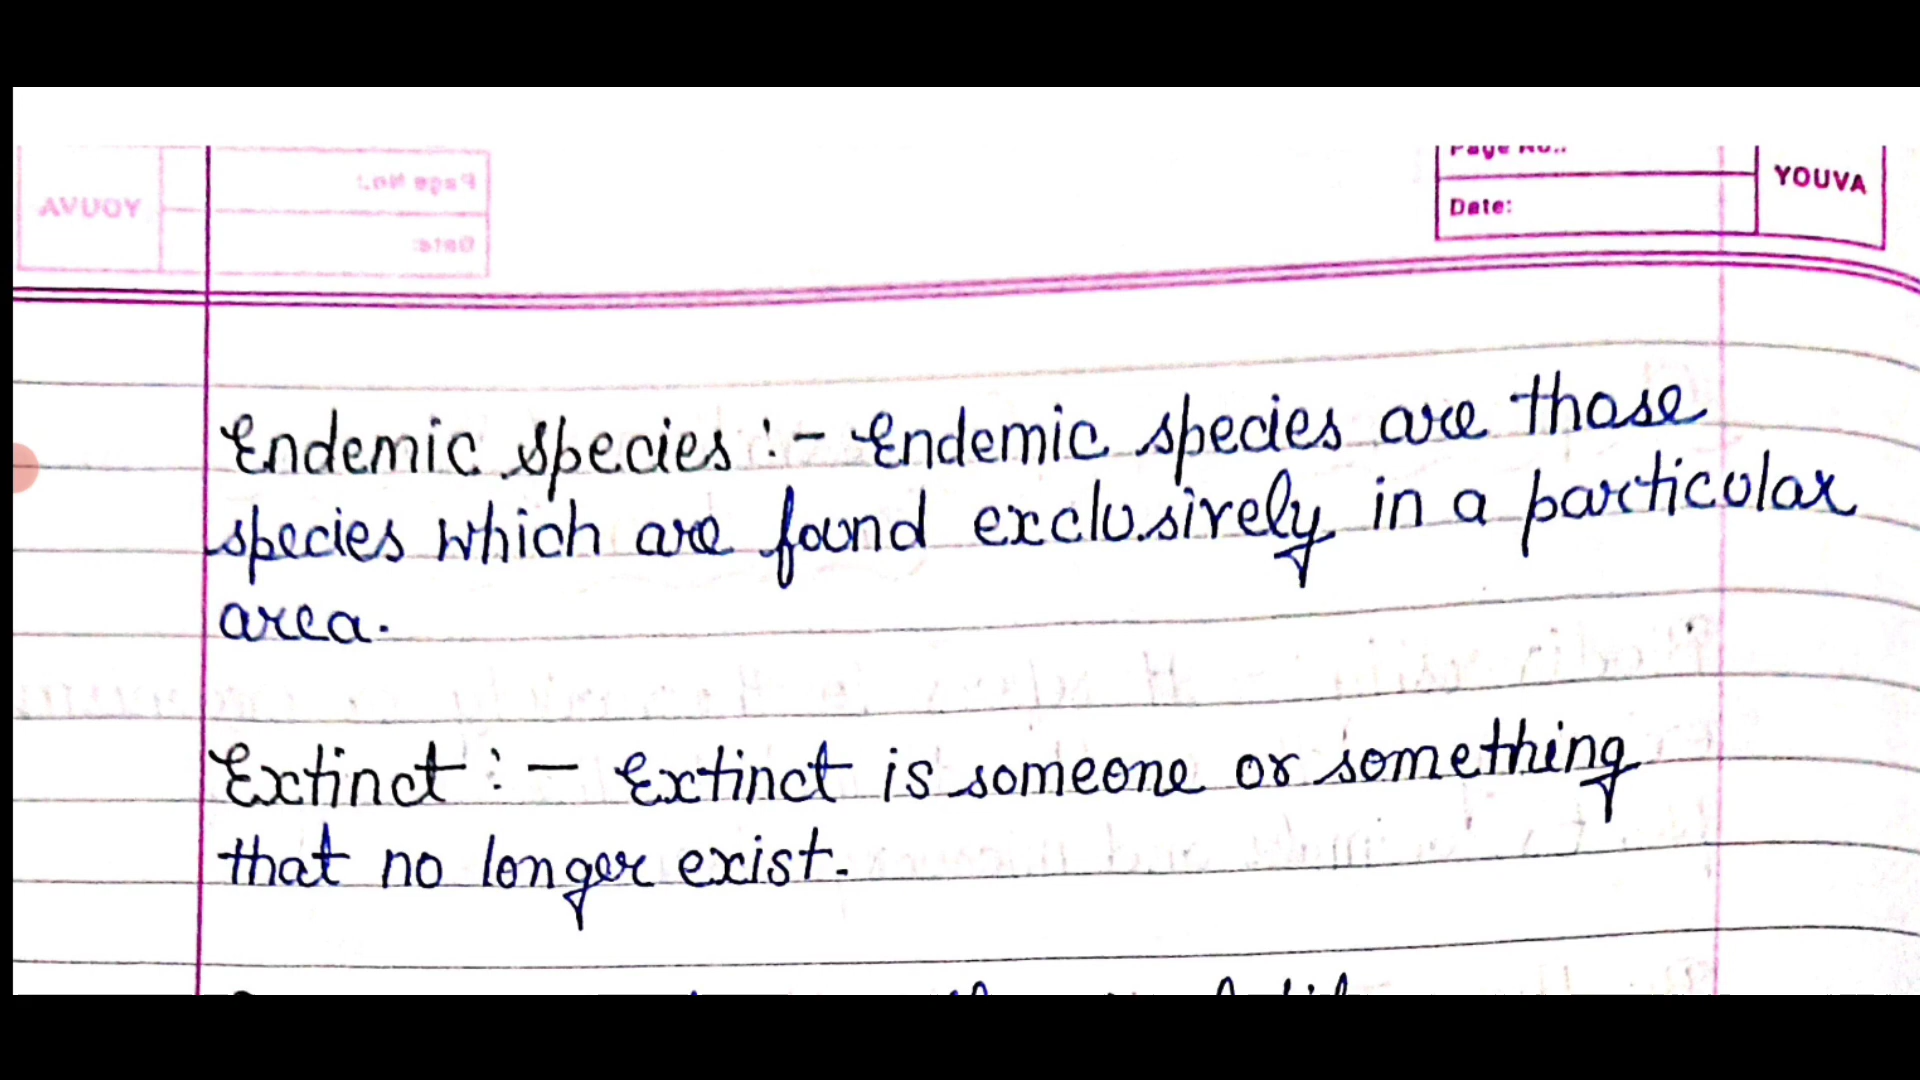 Page No.:
YOUVA
Date:
Endemic species :- Endemic species are those
species which are found exclusively in a particular
area.
Extinct :- Extinct is someone or something
that no longer exist.